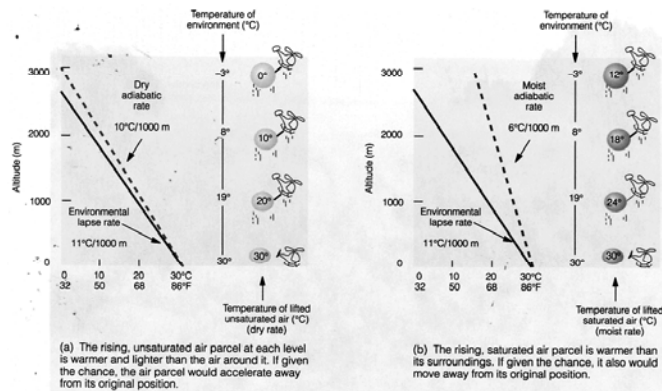 Temperature of
environment (°C)
3000
2000
1000
0
Altitude (m)
Dry
adiabatic
rate
10°C/1000 m
Environmental
lapse rate
11°C/1000 m
0
10
20
30°C
32
50
68
86°F
-3°
8°
19°
30°
0°
10°
20°
30°
Temperature of lifted
unsaturated air (°C)
(dry rate)
(a) The rising, unsaturated air parcel at each level
is warmer and lighter than the air around it. If given
the chance, the air parcel would accelerate away
from its original position.
Temperature of
environment (°C)
3000
2000
1000
0
Altitude (m)
Moist
adiabatic
rate
6°C/1000 m
Environmental
lapse rate
11°C/1000 m
0
10
20
30°C
32
50
68
86°F
-3°
8°
19°
30°
12°
18°
24°
30°
Temperature of lifted
saturated air (°C)
(moist rate)
(b) The rising, saturated air parcel is warmer than
its surroundings. If given the chance, it also would
move away from its original position.